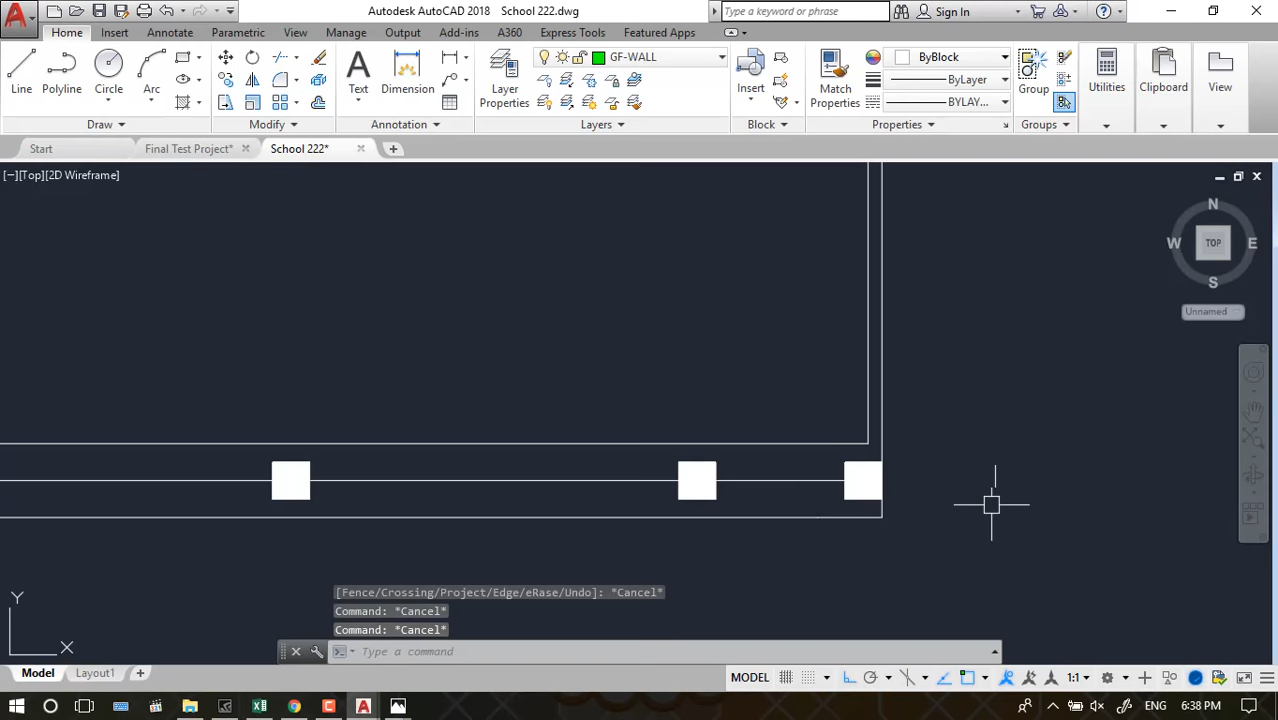 Autodesk AutoCAD 2018 School 222.dwg
Type a keyword or phrase
Sign In
Home Insert Annotate Parametric View Manage Output Add-ins A360 Express Tools Featured Apps
Line Polyline Circle Arc
Text Dimension
Layer
Properties
GF-WALL
Insert
Match
Properties
ByBlock
ByLayer
BYLAY...
Group
Utilities Clipboard View
Draw Modify Annotation Layers Block Properties Groups
Start Final Test Project* School 222*
[−][Top][2D Wireframe]
N
W TOP E
S
Unnamed
[Fence/Crossing/Project/Edge/eRase/Undo]: *Cancel*
Command: *Cancel*
Command: *Cancel*
Type a command
Y
X
Model Layout1
MODEL 1:1
ENG 6:38 PM